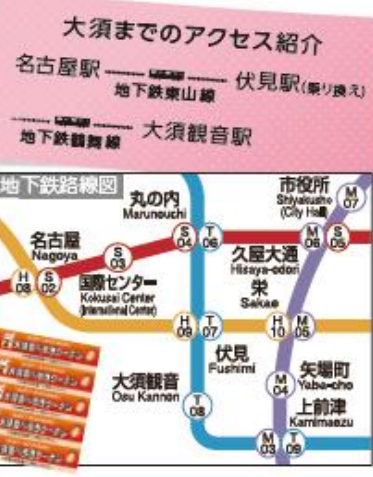 大須までのアクセス紹介
名古屋駅 地下鉄東山線 伏見駅(乗り換え)
地下鉄鶴舞線 大須観音駅
地下鉄路線図
市役所
Shiyakusho
(City Hall)
M 07
丸の内
Marunouchi
S 04 T 06
M 06 S 05
名古屋
Nagoya
S 03
久屋大通
Hisaya-odori
H 08 S 02
国際センター
Kokusai Center
(International Center)
栄
Sakae
H 09 T 07
H 10 M 05
伏見
Fushimi
大須観音
Osu Kannon
T 08
矢場町
Yaba-cho
M 04
上前津
Kamimaezu
M 03 T 09